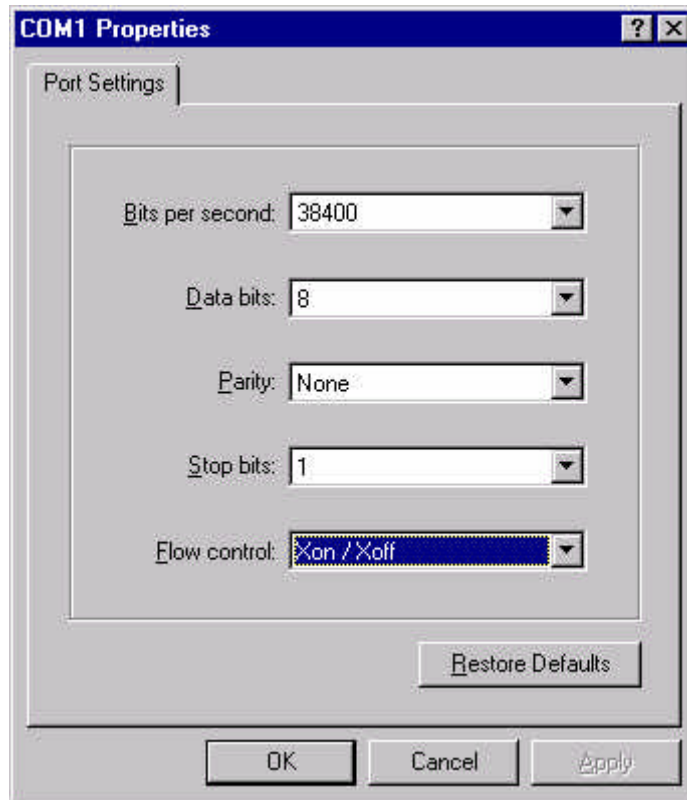 COM1 Properties
Port Settings
Bits per second: 38400
Data bits: 8
Parity: None
Stop bits: 1
Flow control: Xon / Xoff
Restore Defaults
OK Cancel Apply